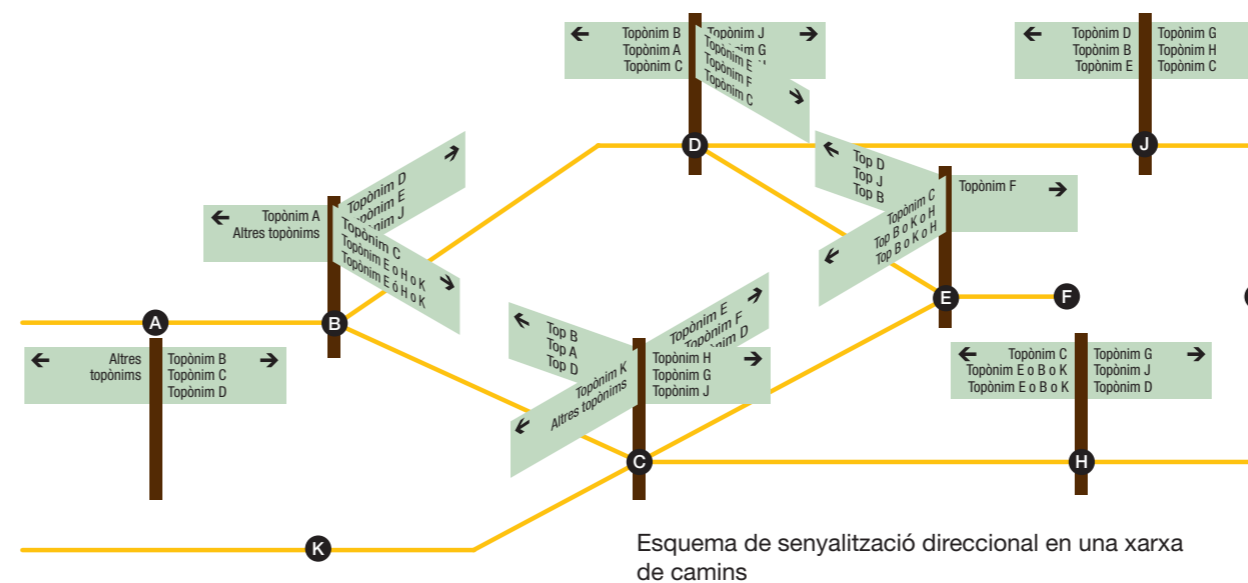 Topònim B
Topònim A
Topònim C
Topònim J
Topònim E
Topònim F
Topònim C
D
Topònim D
Topònim B
Topònim E
Topònim G
Topònim H
Topònim C
J
Topònim A
Altres topònims
Topònim D
Topònim C
Topònim E o H o K
Topònim E ó H o K
B
Top D
Top J
Top B
Topònim C
Top B o K o H
Top B o K o H
Topònim F
E
F
A
Altres
topònims
Topònim B
Topònim C
Topònim D
Top B
Top A
Top D
Topònim K
Altres topònims
Topònim E
Topònim F
Topònim H
Topònim G
Topònim J
C
Topònim C
Topònim E o B o K
Topònim E o B o K
Topònim G
Topònim J
Topònim D
H
K
Esquema de senyalització direccional en una xarxa
de camins